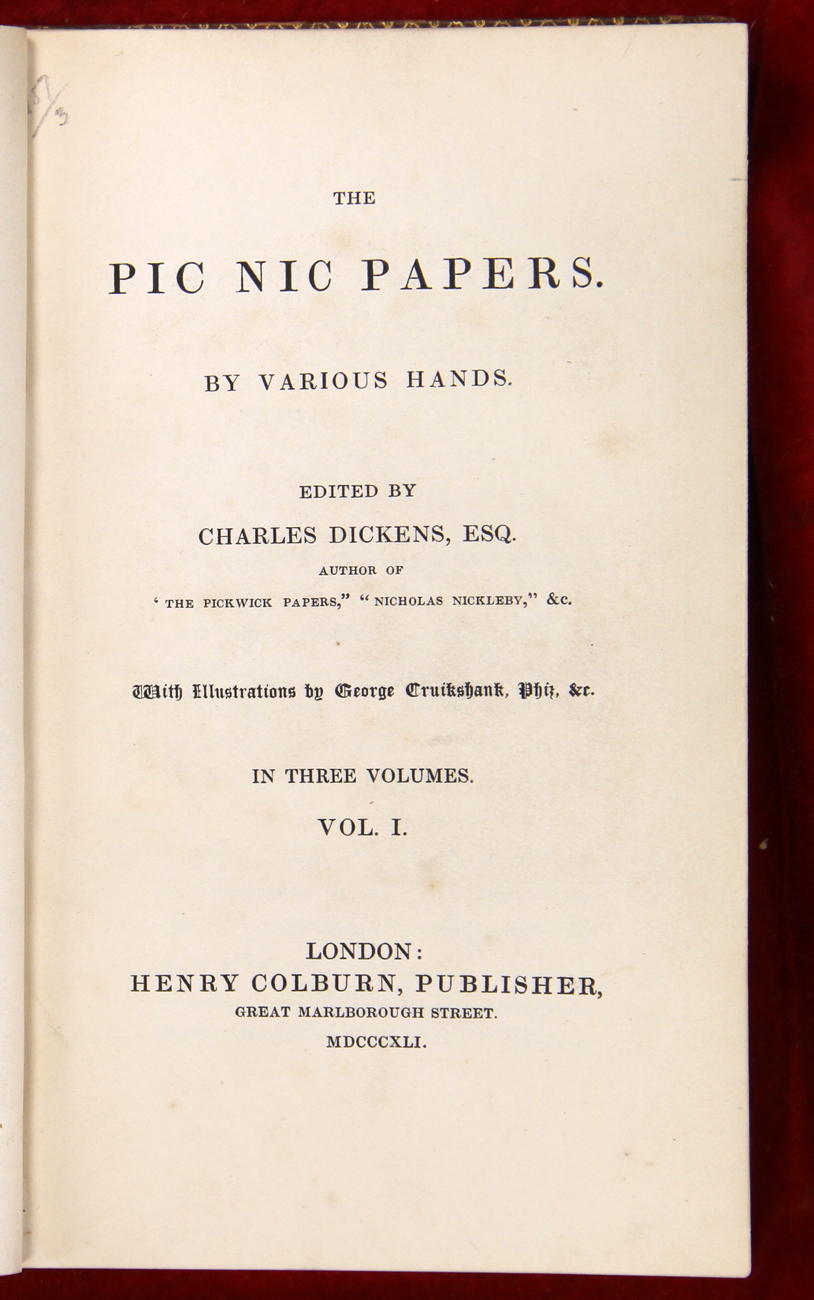 THE
PIC NIC PAPERS.
BY VARIOUS HANDS.
EDITED BY
CHARLES DICKENS, ESQ.
AUTHOR OF
‘ THE PICKWICK PAPERS,” “ NICHOLAS NICKLEBY,” &c.
With Illustrations by George Cruikshank, Phiz, &c.
IN THREE VOLUMES.
VOL. I.
LONDON:
HENRY COLBURN, PUBLISHER,
GREAT MARLBOROUGH STREET.
MDCCCXLI.